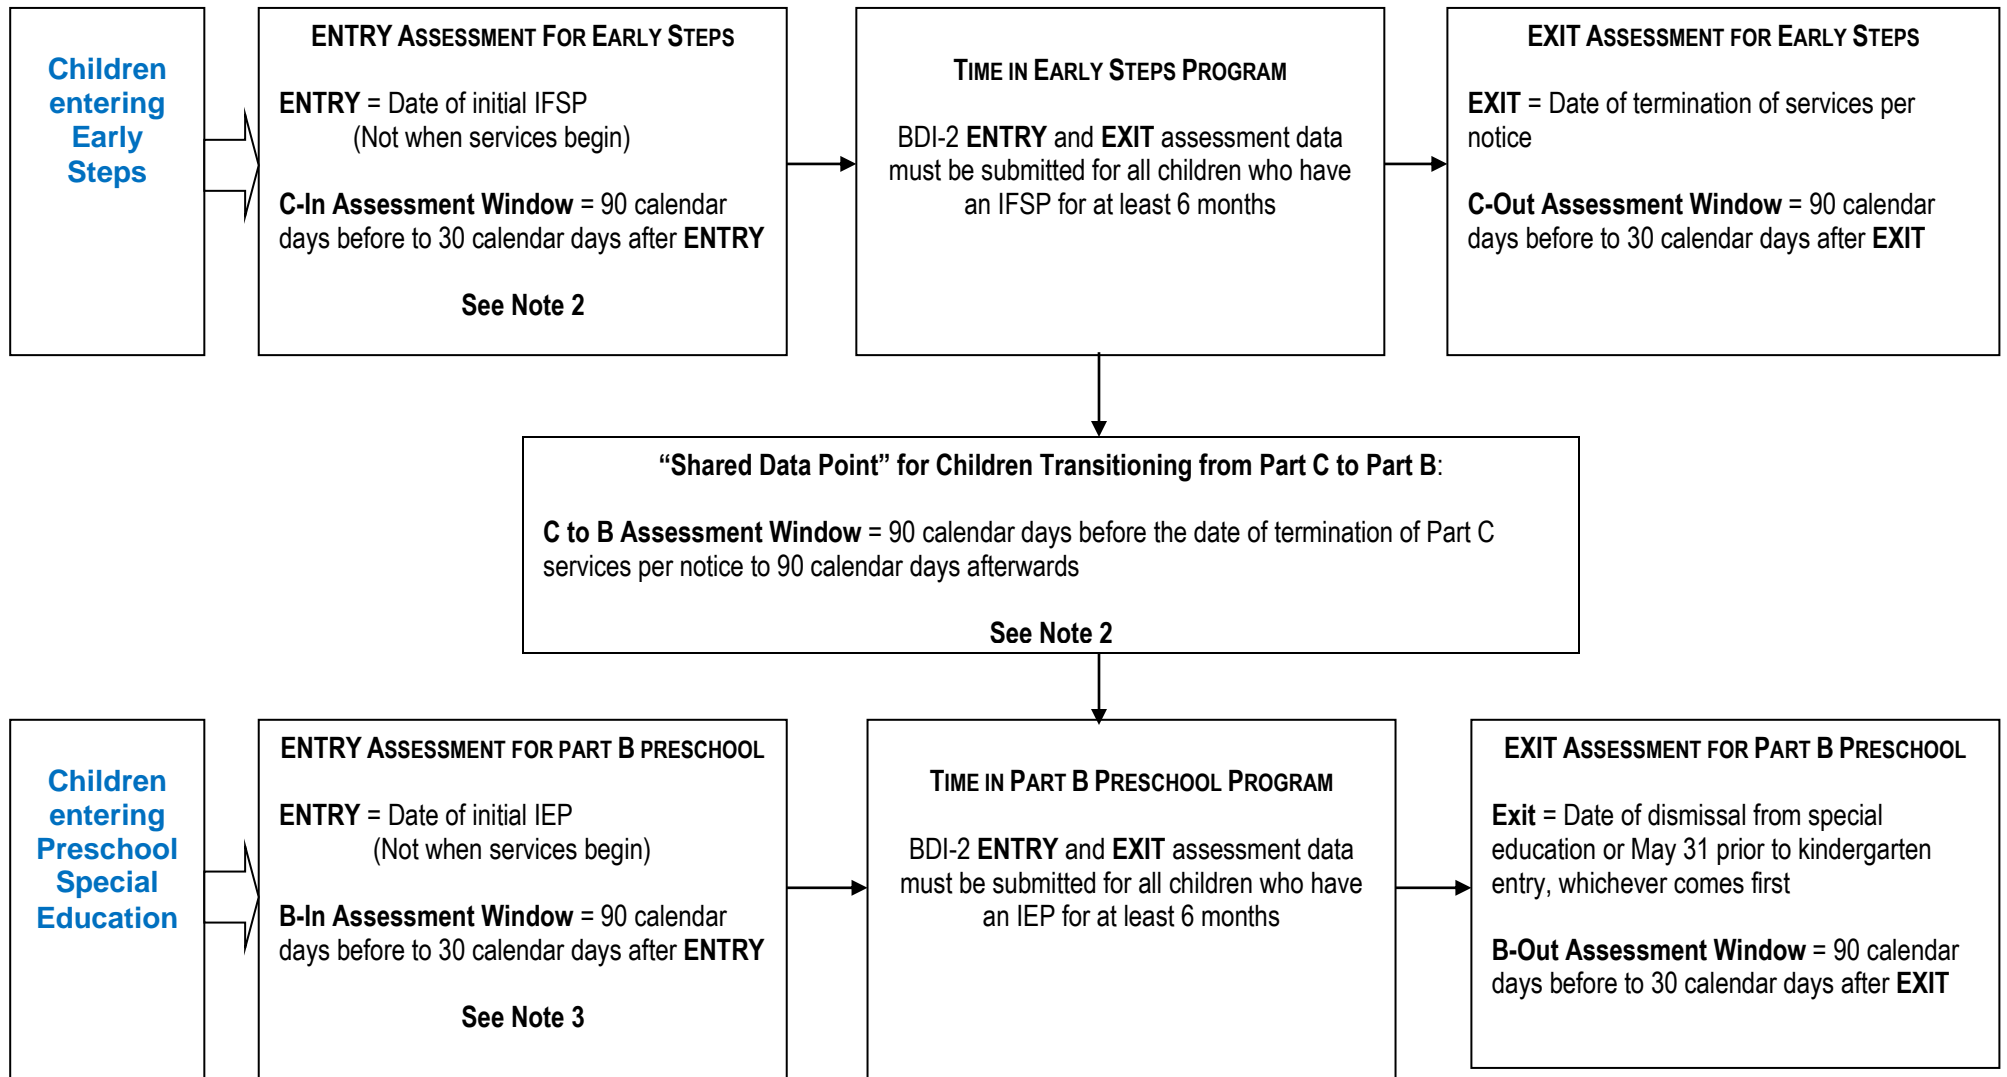 Children
entering
Early
Steps
ENTRY ASSESSMENT FOR EARLY STEPS
ENTRY = Date of initial IFSP
(Not when services begin)
C-In Assessment Window = 90 calendar
days before to 30 calendar days after ENTRY
See Note 2
TIME IN EARLY STEPS PROGRAM
BDI-2 ENTRY and EXIT assessment data
must be submitted for all children who have
an IFSP for at least 6 months
EXIT ASSESSMENT FOR EARLY STEPS
EXIT = Date of termination of services per
notice
C-Out Assessment Window = 90 calendar
days before to 30 calendar days after EXIT
“Shared Data Point” for Children Transitioning from Part C to Part B:
C to B Assessment Window = 90 calendar days before the date of termination of Part C
services per notice to 90 calendar days afterwards
See Note 2
Children
entering
Preschool
Special
Education
ENTRY ASSESSMENT FOR PART B PRESCHOOL
ENTRY = Date of initial IEP
(Not when services begin)
B-In Assessment Window = 90 calendar
days before to 30 calendar days after ENTRY
See Note 3
TIME IN PART B PRESCHOOL PROGRAM
BDI-2 ENTRY and EXIT assessment data
must be submitted for all children who have
an IEP for at least 6 months
EXIT ASSESSMENT FOR PART B PRESCHOOL
Exit = Date of dismissal from special
education or May 31 prior to kindergarten
entry, whichever comes first
B-Out Assessment Window = 90 calendar
days before to 30 calendar days after EXIT